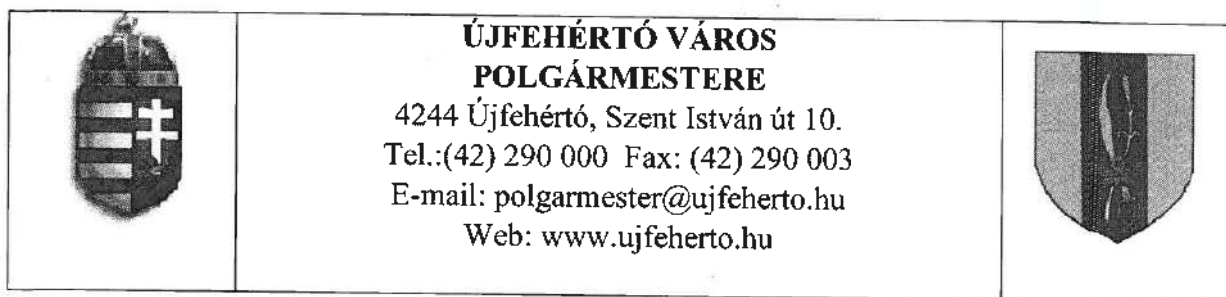 ÚJFEHÉRTÓ VÁROS
POLGÁRMESTERE
4244 Újfehértó, Szent István út 10.
Tel.:(42) 290 000 Fax: (42) 290 003
E-mail: polgarmester@ujfeherto.hu
Web: www.ujfeherto.hu